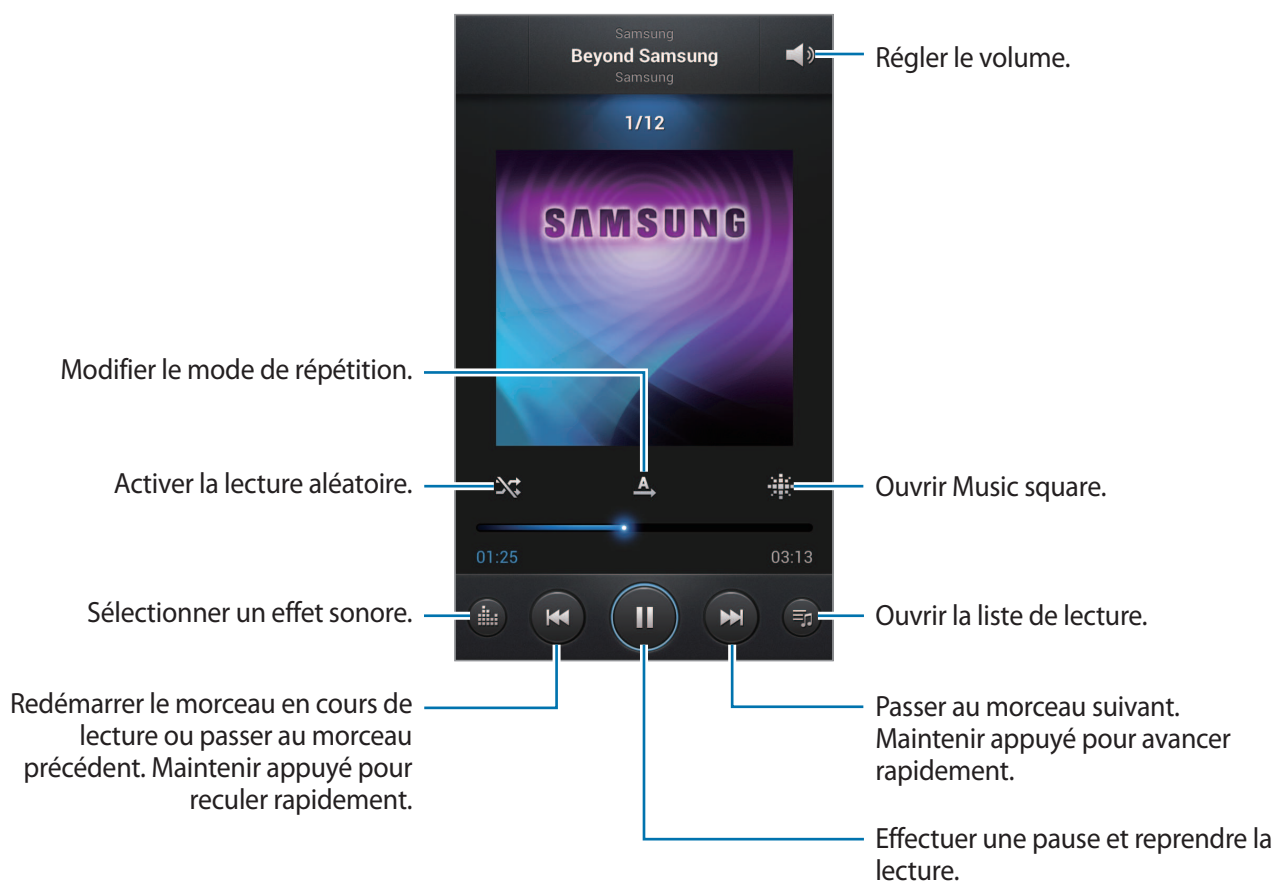 Samsung
Beyond Samsung
Samsung
Régler le volume.
1/12
SAMSUNG
Modifier le mode de répétition.
Activer la lecture aléatoire.
A
Ouvrir Music square.
01:25
03:13
Sélectionner un effet sonore.
Ouvrir la liste de lecture.
Redémarrer le morceau en cours de
lecture ou passer au morceau
précédent. Maintenir appuyé pour
reculer rapidement.
Passer au morceau suivant.
Maintenir appuyé pour avancer
rapidement.
Effectuer une pause et reprendre la
lecture.